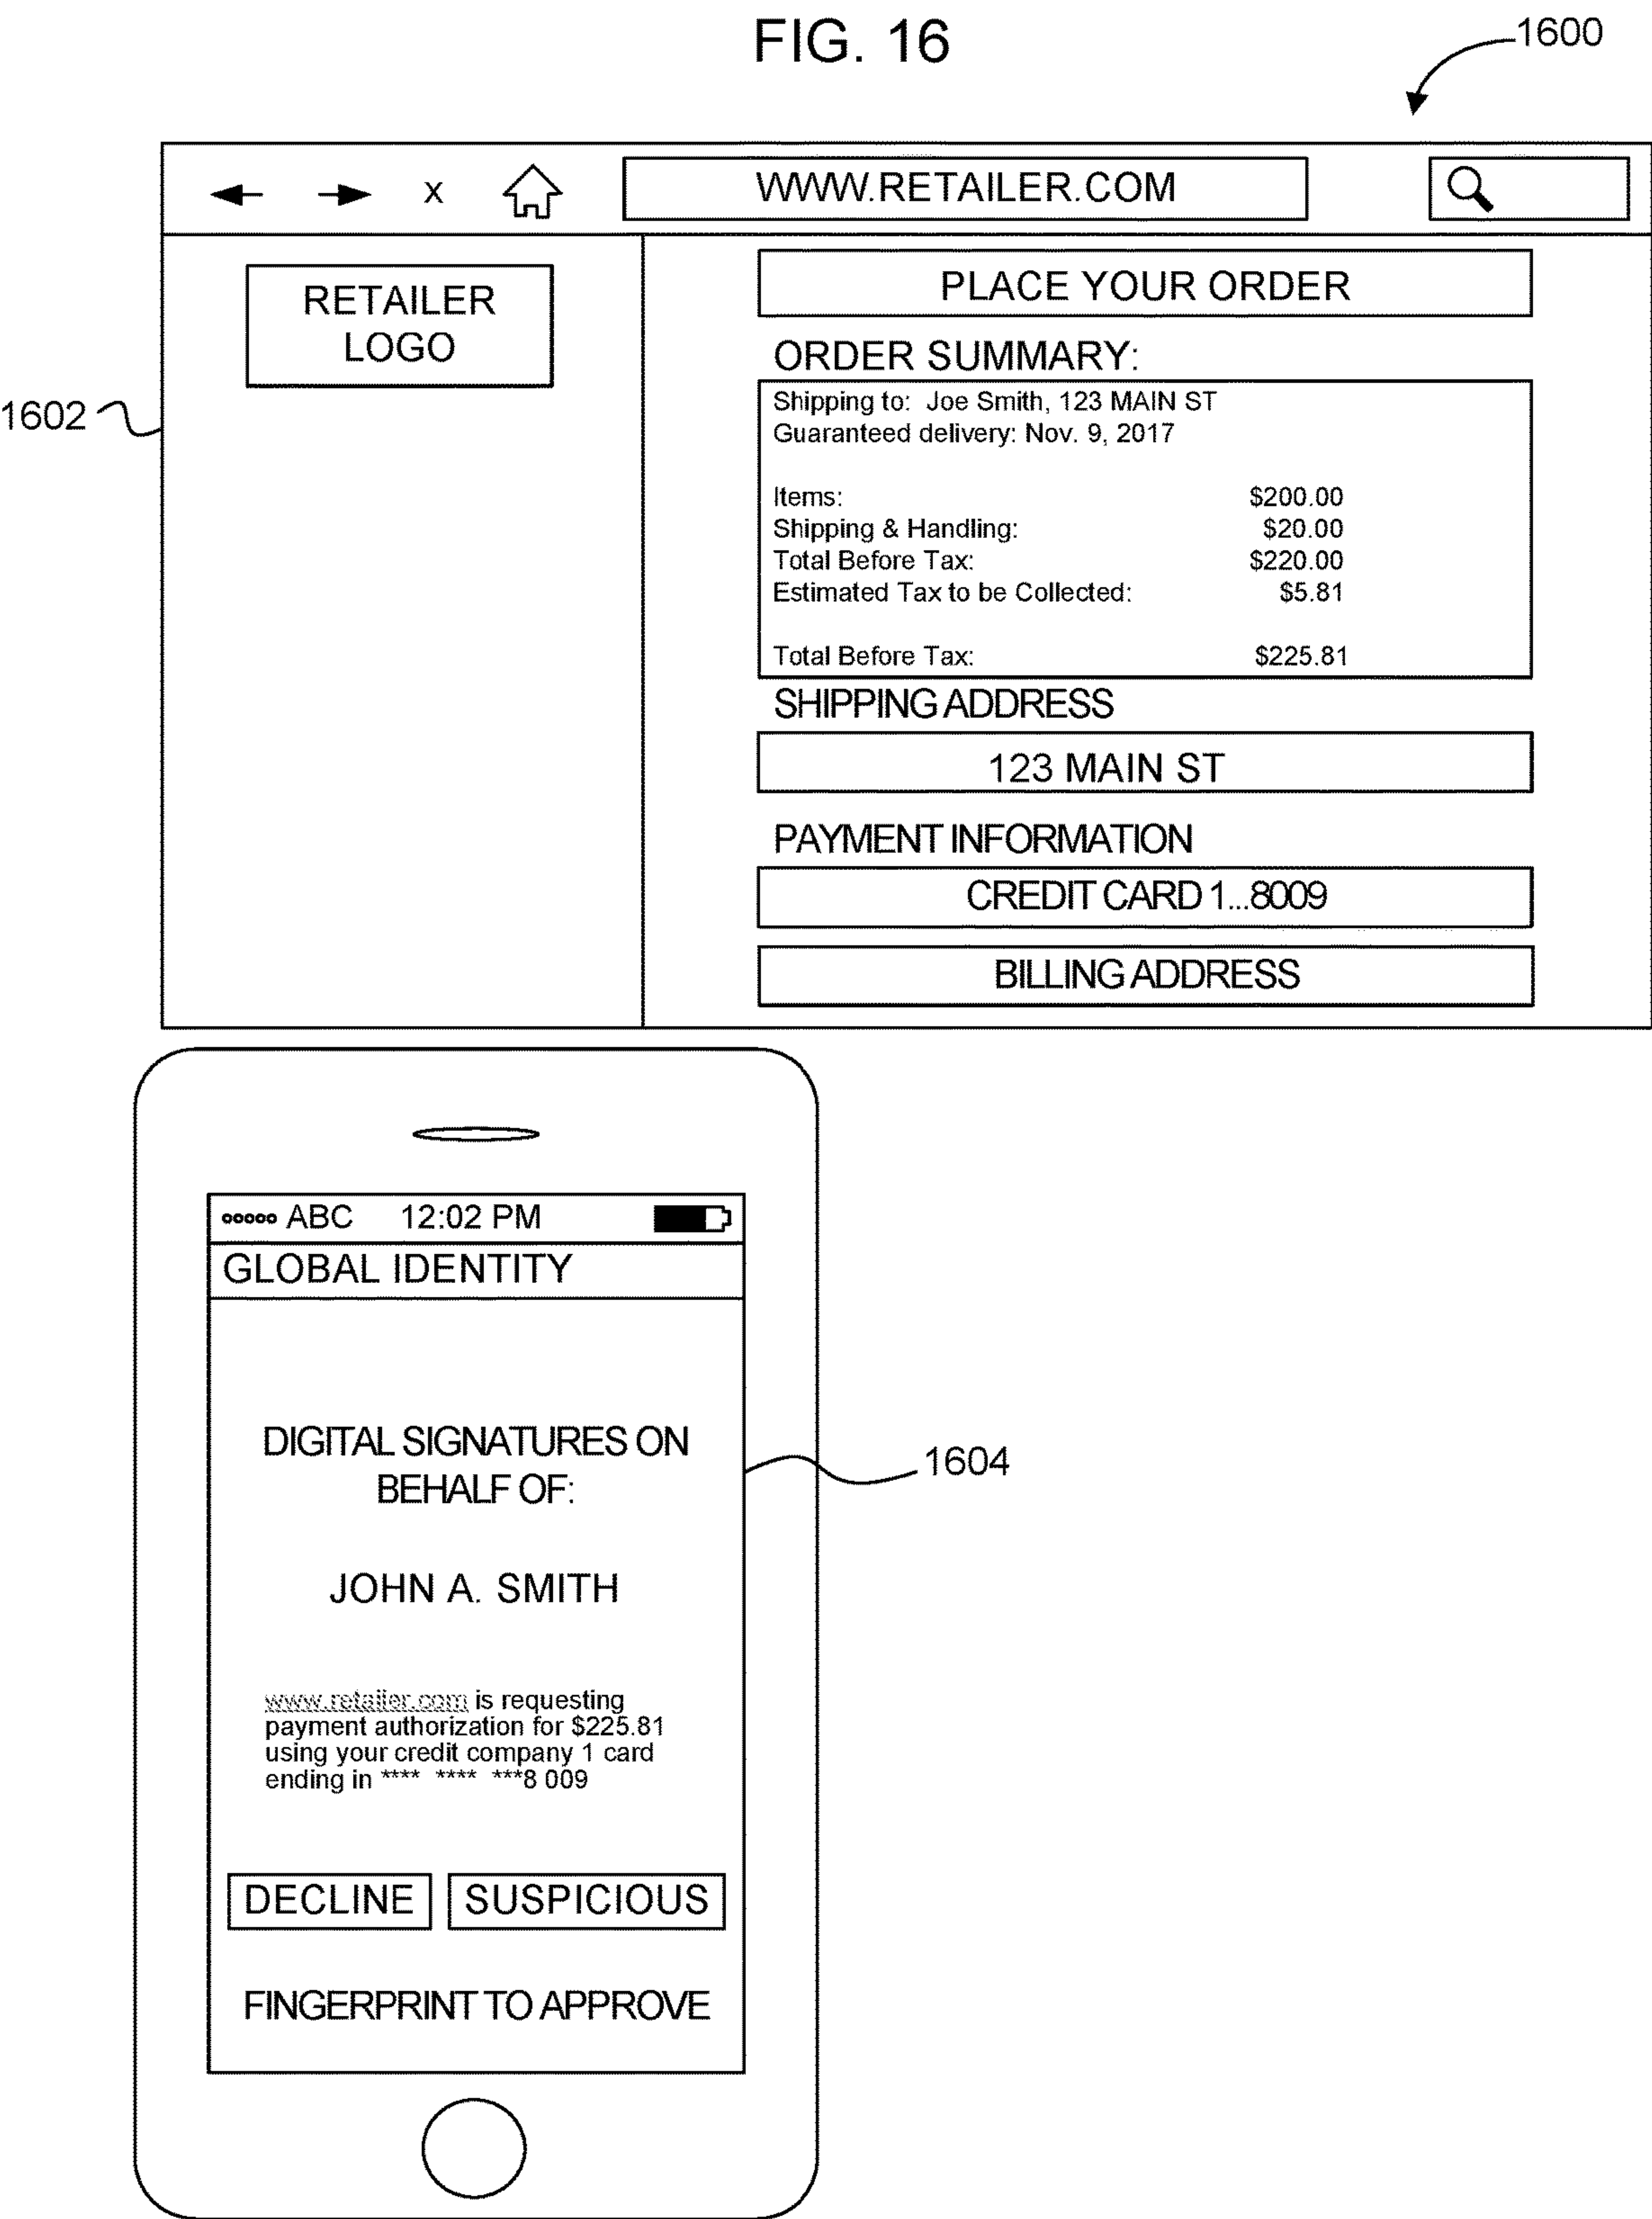 FIG. 16
1600
X
WWW.RETAILER.COM
RETAILER
LOGO
1602
PLACE YOUR ORDER
ORDER SUMMARY:
Shipping to: Joe Smith, 123 MAIN ST
Guaranteed delivery: Nov. 9, 2017
Items: $200.00
Shipping & Handling: $20.00
Total Before Tax: $220.00
Estimated Tax to be Collected: $5.81
Total Before Tax: $225.81
SHIPPING ADDRESS
123 MAIN ST
PAYMENT INFORMATION
CREDIT CARD 1...8009
BILLING ADDRESS
ABC 12:02 PM
GLOBAL IDENTITY
DIGITAL SIGNATURES ON
BEHALF OF:
1604
JOHN A. SMITH
www.retailer.com is requesting
payment authorization for $225.81
using your credit company 1 card
ending in **** **** ***8 009
DECLINE SUSPICIOUS
FINGERPRINT TO APPROVE